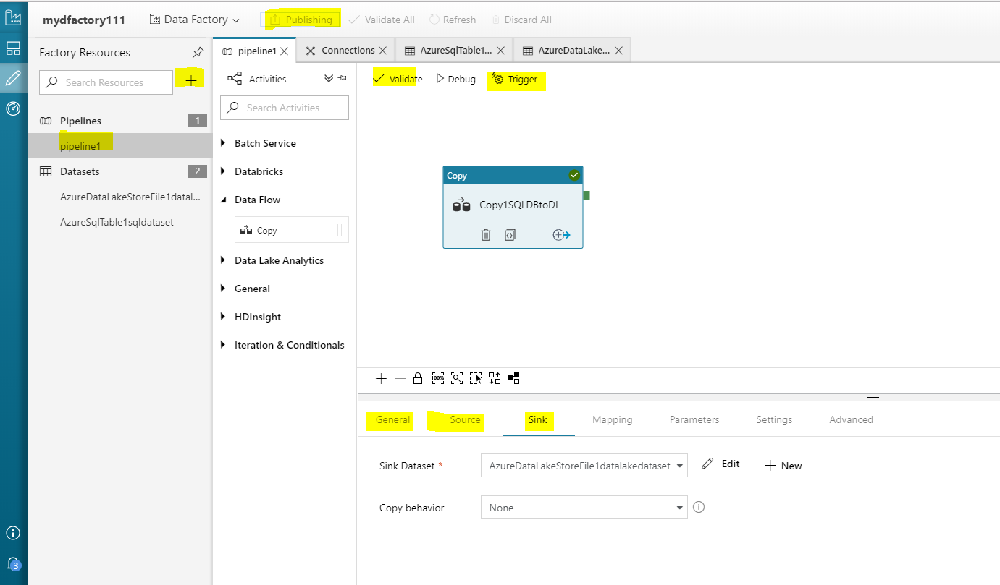 mydfactory111
Data Factory
Publishing
Validate All
Refresh
Discard All
Factory Resources
Search Resources
Pipelines
1
pipeline1
Datasets
2
AzureDataLakeStoreFile1datal...
AzureSqlTable1sqldataset
3
pipeline1
Connections
AzureSqlTable1...
AzureDataLake...
Activities
Search Activities
Batch Service
Databricks
Data Flow
Copy
Data Lake Analytics
General
HDInsight
Iteration & Conditionals
Validate
Debug
Trigger
Copy
Copy1SQLDBtoDL
100%
General
Source
Sink
Mapping
Parameters
Settings
Advanced
Sink Dataset *
AzureDataLakeStoreFile1datalakedataset
Edit
New
Copy behavior
None